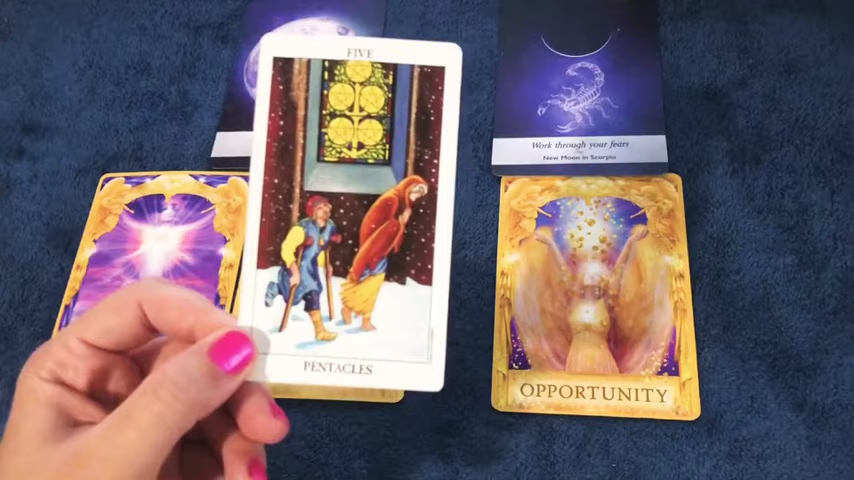 FIVE
PENTACLES
Work through your fears
New Moon in Scorpio
OPPORTUNITY